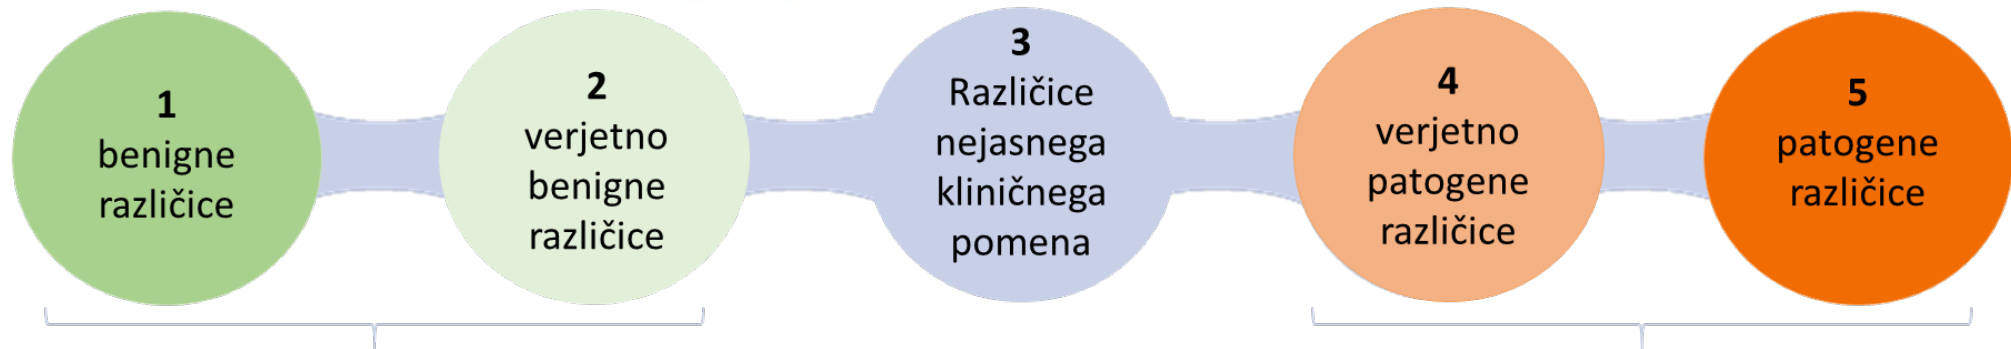 1
benigne
različice
2
verjetno
benigne
različice
3
Različice
nejasnega
kliničnega
pomena
4
verjetno
patogene
različice
5
patogene
različice